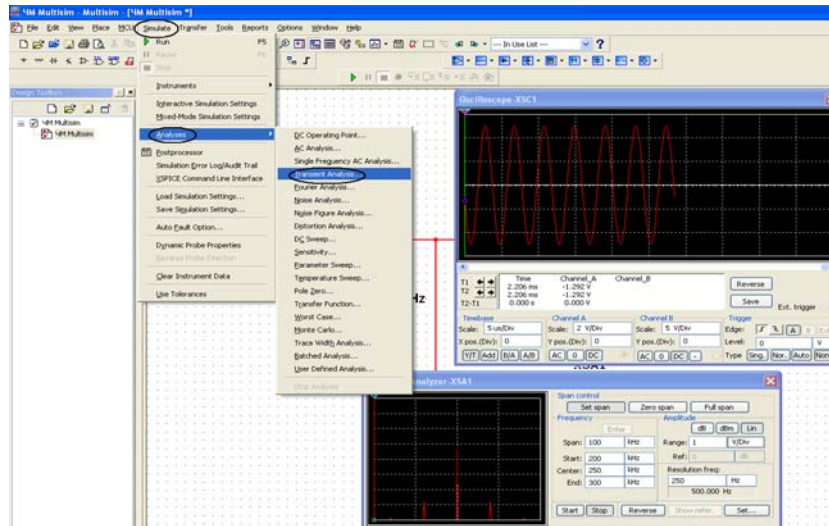 ЧМ Multisim - Multisim - [ЧМ Multisim *]
File Edit View Place MCU Simulate Transfer Tools Reports Options Window Help
--- In Use List ---
Run F5
Pause F6
Stop
Instruments
Interactive Simulation Settings
Mixed-Mode Simulation Settings
Analyses
Postprocessor
Simulation Error Log/Audit Trail
XSPICE Command Line Interface
Load Simulation Settings...
Save Simulation Settings...
Auto Fault Option...
Dynamic Probe Properties
Reverse Probe Direction
Clear Instrument Data
Use Tolerances
Design Toolbox
ЧМ Multisim
ЧМ Multisim
DC Operating Point...
AC Analysis...
Single Frequency AC Analysis...
Transient Analysis...
Fourier Analysis...
Noise Analysis...
Noise Figure Analysis...
Distortion Analysis...
DC Sweep...
Sensitivity...
Parameter Sweep...
Temperature Sweep...
Pole Zero...
Transfer Function...
Worst Case...
Monte Carlo...
Trace Width Analysis...
Batched Analysis...
User Defined Analysis...
Stop Analysis
Hz
Oscilloscope-XSC1
Time Channel_A Channel_B
T1 2.206 ms -1.292 V
T2 2.206 ms -1.292 V
T2-T1 0.000 s 0.000 V
Reverse
Save
Ext. trigger
Timebase
Scale: 5 us/Div
X pos.(Div): 0
Y/T Add B/A A/B
Channel A
Scale: 2 V/Div
Y pos.(Div): 0
AC 0 DC
Channel B
Scale: 5 V/Div
Y pos.(Div): 0
AC 0 DC -
Trigger
Edge: A B
Level: 0 V
Type Sing. Nor. Auto
XSA1
Analyzer-XSA1
Span control
Set span Zero span Full span
Frequency
Enter
Span: 100 kHz
Start: 200 kHz
Center: 250 kHz
End: 300 kHz
Amplitude
dB dBm Lin
Range: 1 V/Div
Ref: 0 dB
Resolution freq:
250 Hz
500.000 Hz
Start Stop Reverse Show refer. Set...